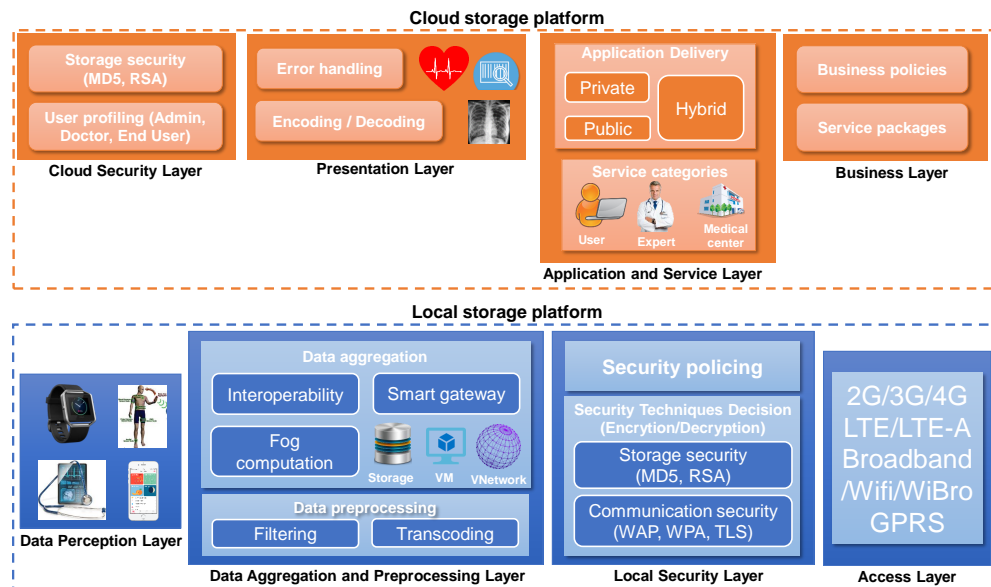 Cloud storage platform
Storage security
(MD5, RSA)
User profiling (Admin,
Doctor, End User)
Cloud Security Layer
Error handling
Encoding / Decoding
Presentation Layer
Application Delivery
Private
Public
Hybrid
Service categories
User
Expert
Medical
center
Application and Service Layer
Business policies
Service packages
Business Layer
Local storage platform
Data Perception Layer
Data aggregation
Interoperability
Smart gateway
Fog
computation
Storage
VM
VNetwork
Data preprocessing
Filtering
Transcoding
Data Aggregation and Preprocessing Layer
Security policing
Security Techniques Decision
(Encrytion/Decryption)
Storage security
(MD5, RSA)
Communication security
(WAP, WPA, TLS)
Local Security Layer
2G/3G/4G
LTE/LTE-A
Broadband
/Wifi/WiBro
GPRS
Access Layer